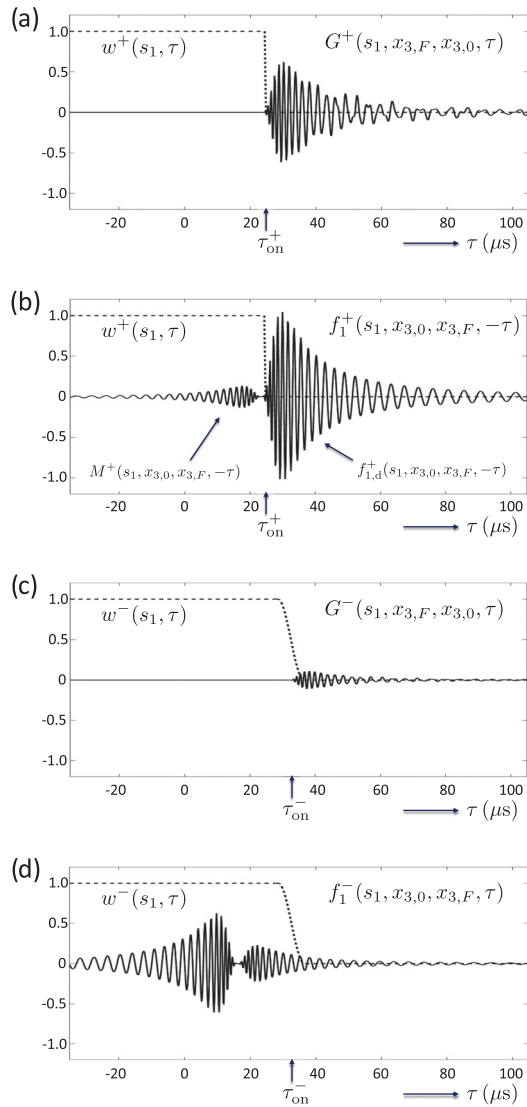 (a)
w⁺(s₁, τ) G⁺(s₁, x₃,F, x₃,₀, τ)
1.0
0.5
0
-0.5
-1.0
-20 0 20 40 60 80 100
τ⁺on τ (μs)
(b)
w⁺(s₁, τ) f₁⁺(s₁, x₃,₀, x₃,F, −τ)
1.0
0.5
0
-0.5
-1.0
M⁺(s₁, x₃,₀, x₃,F, −τ) f⁺₁,d(s₁, x₃,₀, x₃,F, −τ)
-20 0 20 40 60 80 100
τ⁺on τ (μs)
(c)
w⁻(s₁, τ) G⁻(s₁, x₃,F, x₃,₀, τ)
1.0
0.5
0
-0.5
-1.0
-20 0 20 40 60 80 100
τ⁻on τ (μs)
(d)
w⁻(s₁, τ) f₁⁻(s₁, x₃,₀, x₃,F, τ)
1.0
0.5
0
-0.5
-1.0
-20 0 20 40 60 80 100
τ⁻on τ (μs)